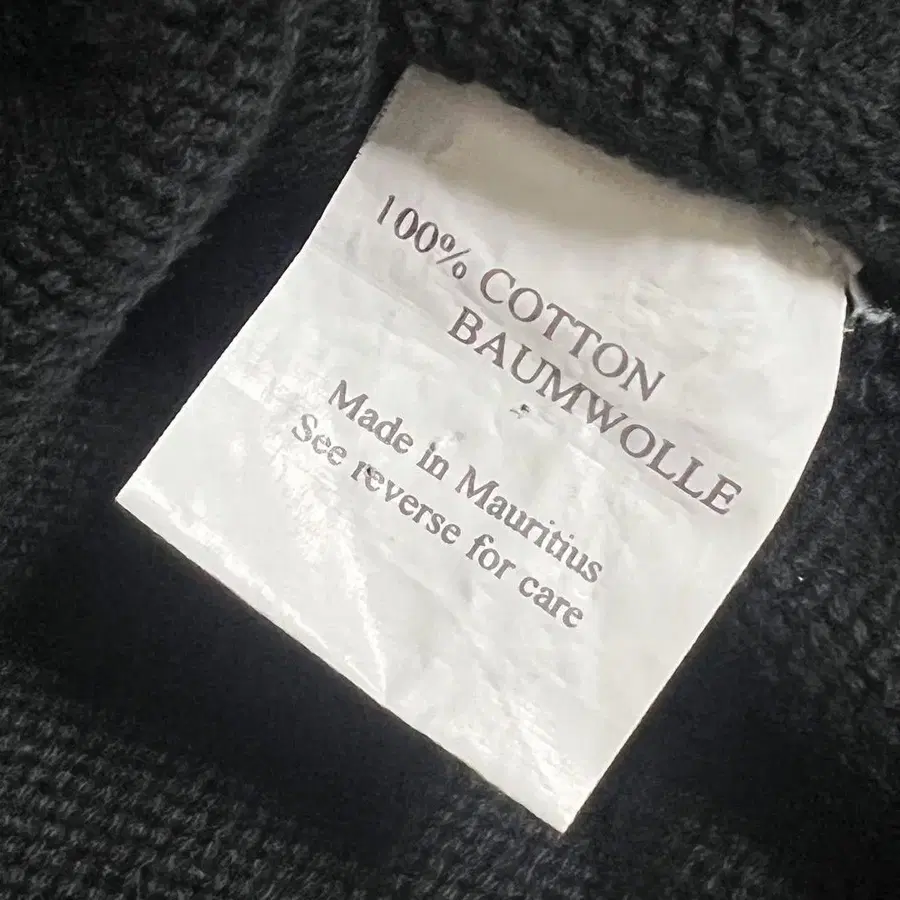 100% COTTON
BAUMWOLLE
Made in Mauritius
See reverse for care